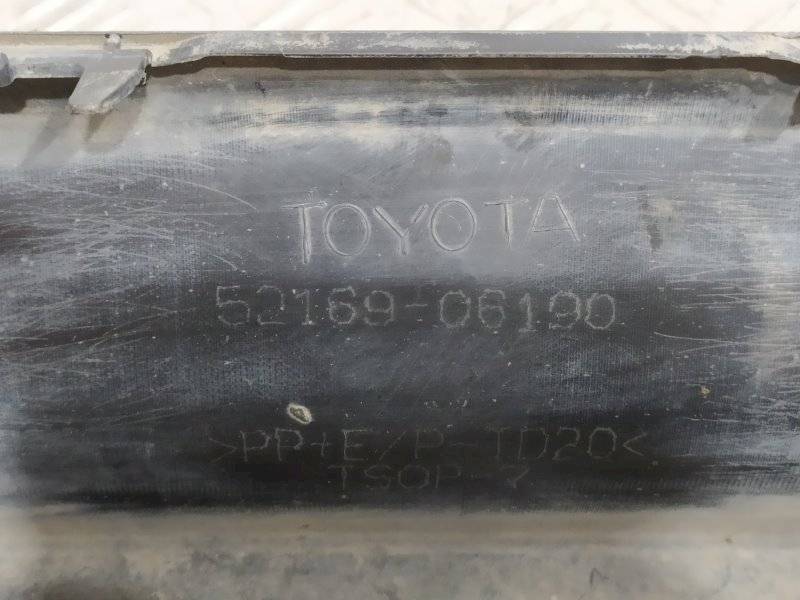 TOYOTA
52169-06190
>PP+E/P-TD20<
TSOP-7